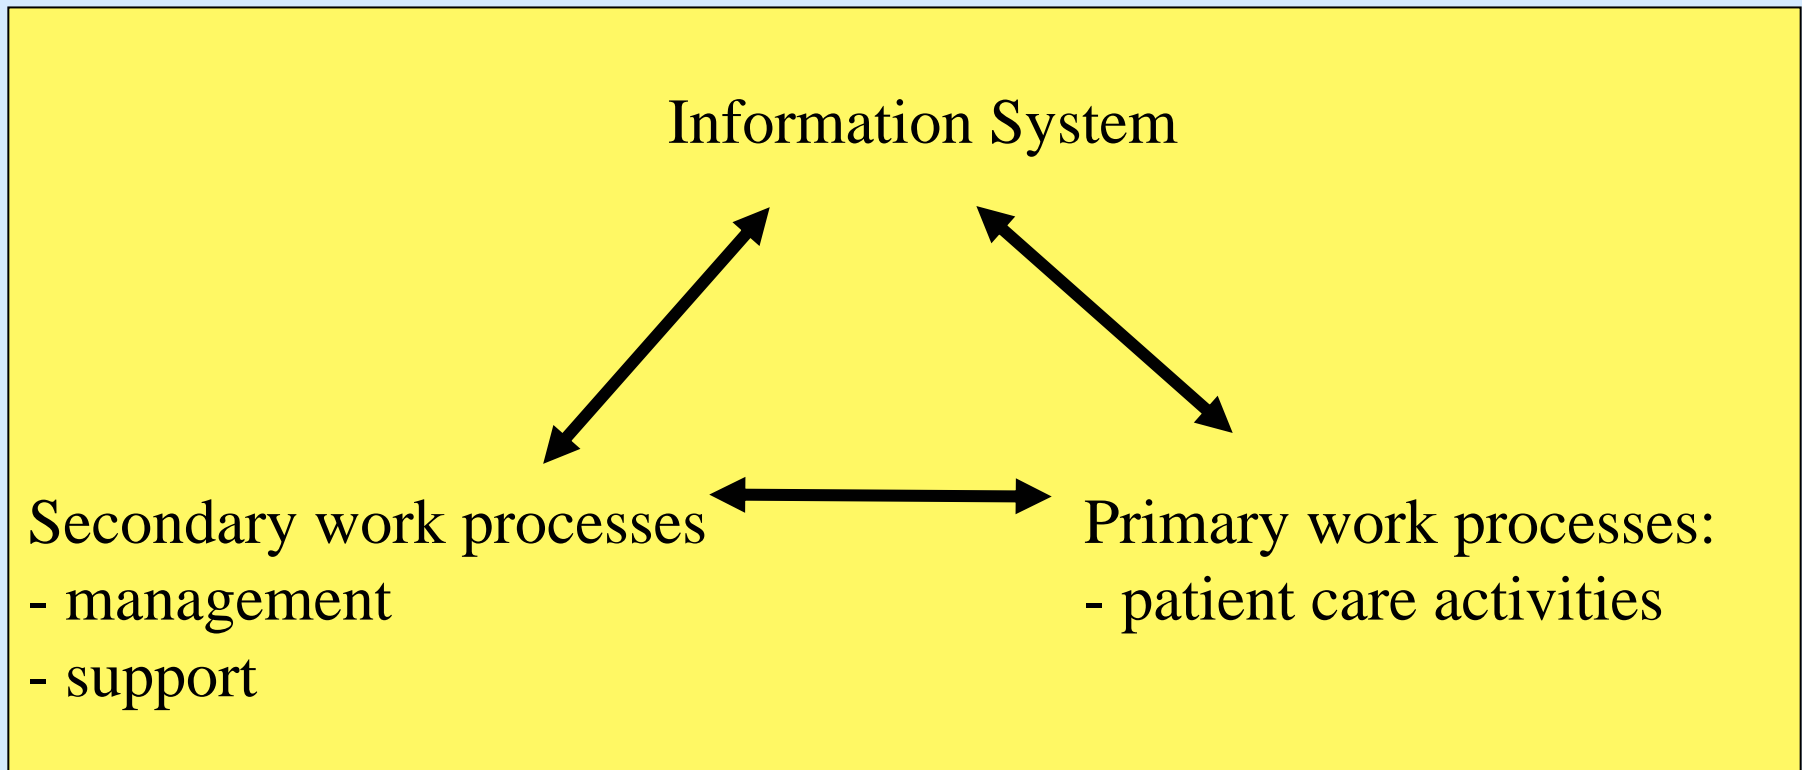 Information System
Secondary work processes
- management
- support
Primary work processes:
- patient care activities